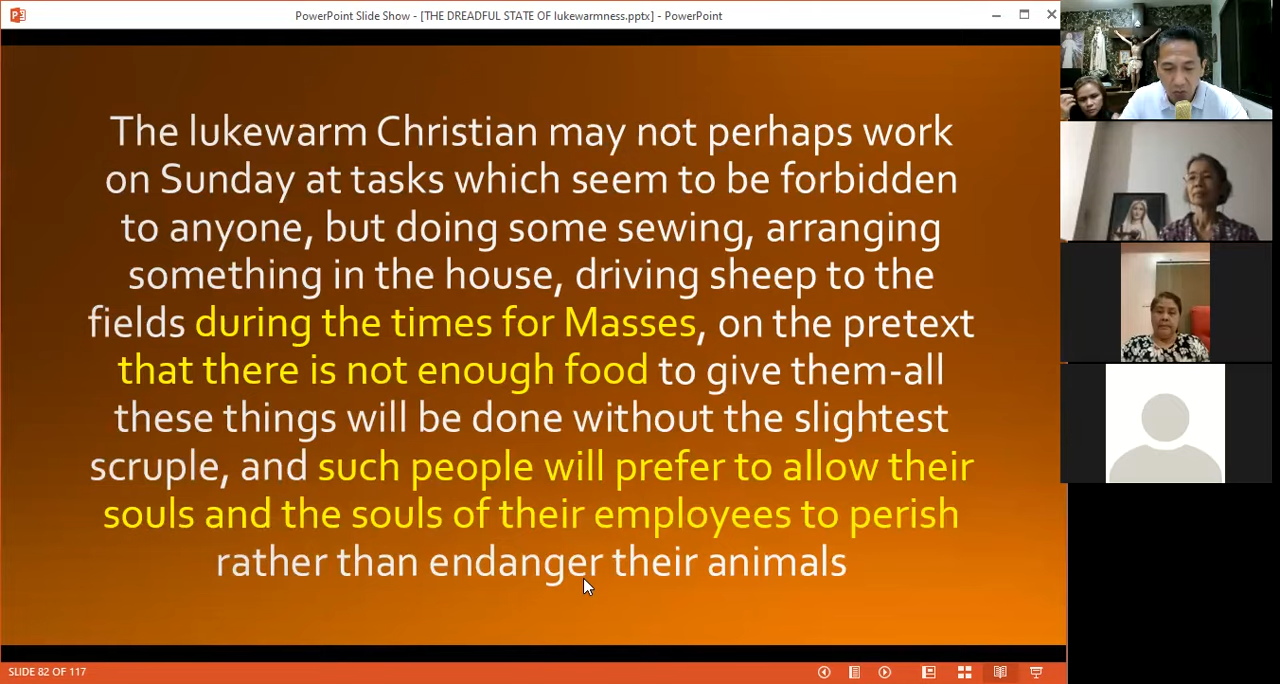 PowerPoint Slide Show - [THE DREADFUL STATE OF lukewarmness.pptx] - PowerPoint
The lukewarm Christian may not perhaps work
on Sunday at tasks which seem to be forbidden
to anyone, but doing some sewing, arranging
something in the house, driving sheep to the
fields during the times for Masses, on the pretext
that there is not enough food to give them-all
these things will be done without the slightest
scruple, and such people will prefer to allow their
souls and the souls of their employees to perish
rather than endanger their animals
SLIDE 82 OF 117